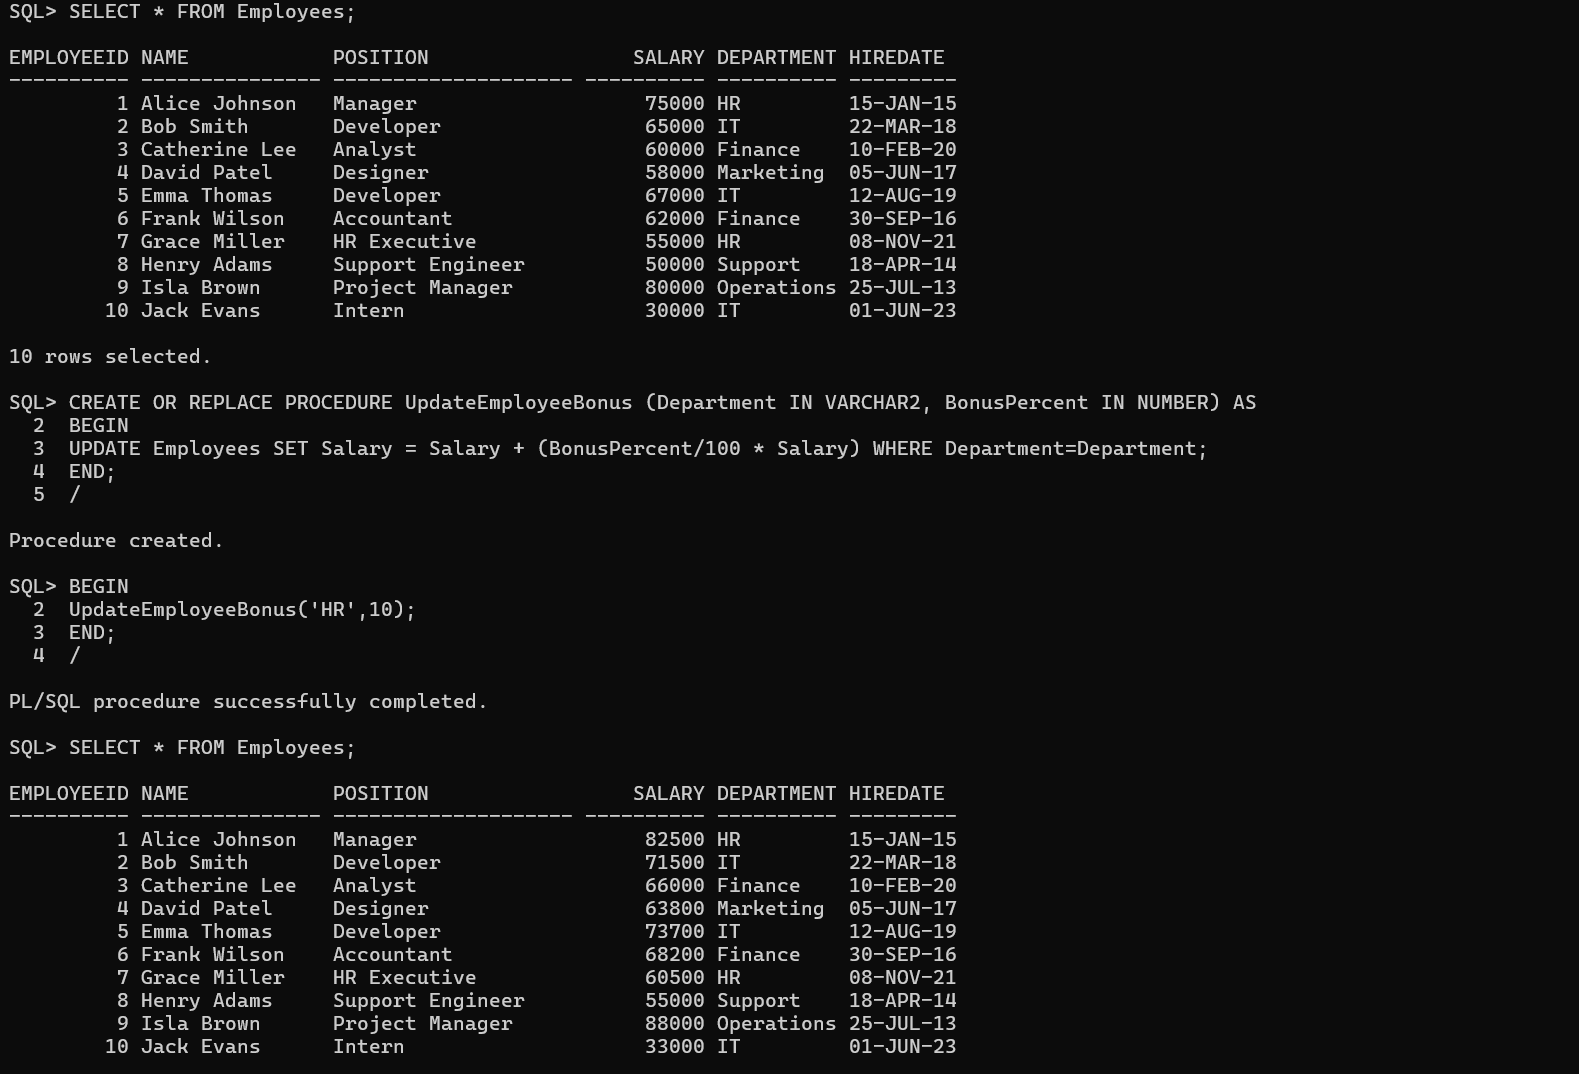 SQL> SELECT * FROM Employees;
EMPLOYEEID NAME            POSITION                 SALARY DEPARTMENT HIREDATE
---------- --------------- -------------------- ---------- ---------- ---------
         1 Alice Johnson   Manager                   75000 HR         15-JAN-15
         2 Bob Smith       Developer                 65000 IT         22-MAR-18
         3 Catherine Lee   Analyst                   60000 Finance    10-FEB-20
         4 David Patel     Designer                  58000 Marketing  05-JUN-17
         5 Emma Thomas     Developer                 67000 IT         12-AUG-19
         6 Frank Wilson    Accountant                62000 Finance    30-SEP-16
         7 Grace Miller    HR Executive              55000 HR         08-NOV-21
         8 Henry Adams     Support Engineer          50000 Support    18-APR-14
         9 Isla Brown      Project Manager           80000 Operations 25-JUL-13
        10 Jack Evans      Intern                    30000 IT         01-JUN-23
10 rows selected.
SQL> CREATE OR REPLACE PROCEDURE UpdateEmployeeBonus (Department IN VARCHAR2, BonusPercent IN NUMBER) AS
  2  BEGIN
  3  UPDATE Employees SET Salary = Salary + (BonusPercent/100 * Salary) WHERE Department=Department;
  4  END;
  5  /
Procedure created.
SQL> BEGIN
  2  UpdateEmployeeBonus('HR',10);
  3  END;
  4  /
PL/SQL procedure successfully completed.
SQL> SELECT * FROM Employees;
EMPLOYEEID NAME            POSITION                 SALARY DEPARTMENT HIREDATE
---------- --------------- -------------------- ---------- ---------- ---------
         1 Alice Johnson   Manager                   82500 HR         15-JAN-15
         2 Bob Smith       Developer                 71500 IT         22-MAR-18
         3 Catherine Lee   Analyst                   66000 Finance    10-FEB-20
         4 David Patel     Designer                  63800 Marketing  05-JUN-17
         5 Emma Thomas     Developer                 73700 IT         12-AUG-19
         6 Frank Wilson    Accountant                68200 Finance    30-SEP-16
         7 Grace Miller    HR Executive              60500 HR         08-NOV-21
         8 Henry Adams     Support Engineer          55000 Support    18-APR-14
         9 Isla Brown      Project Manager           88000 Operations 25-JUL-13
        10 Jack Evans      Intern                    33000 IT         01-JUN-23